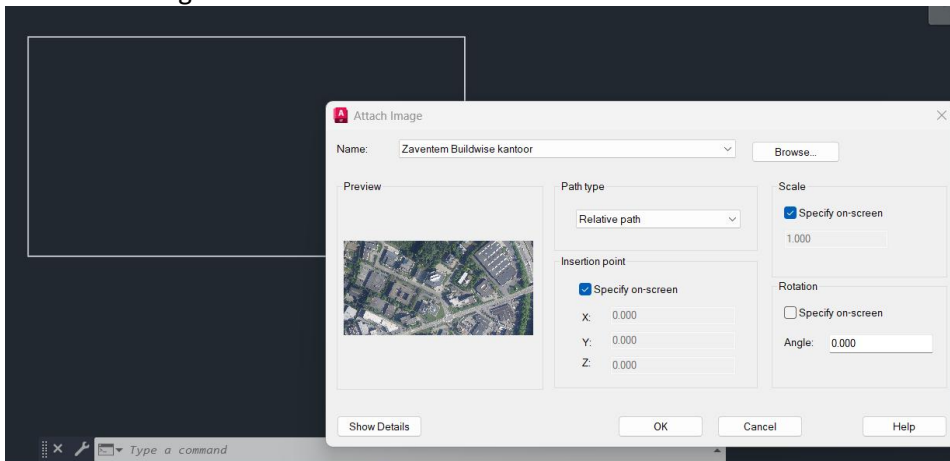 Attach Image
Name: Zaventem Buildwise kantoor Browse...
Preview
Path type
Relative path
Insertion point
Specify on-screen
X: 0.000
Y: 0.000
Z: 0.000
Scale
Specify on-screen
1.000
Rotation
Specify on-screen
Angle: 0.000
Show Details OK Cancel Help
Type a command